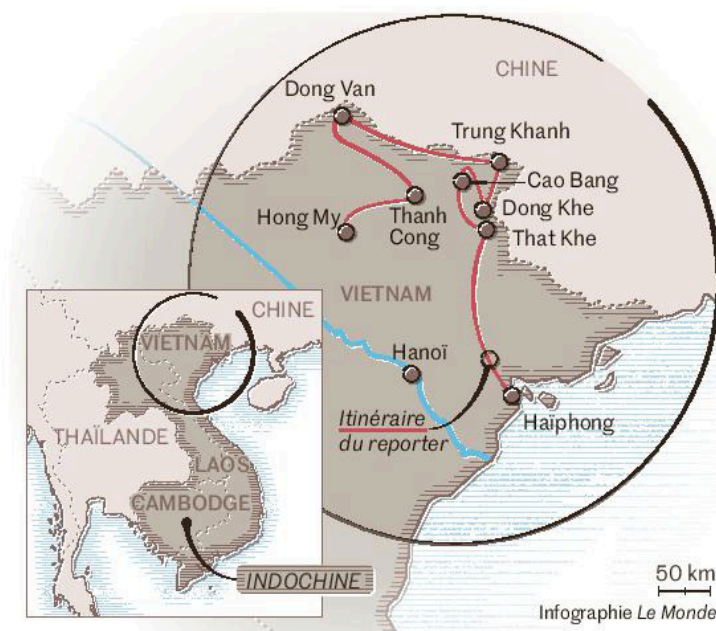 CHINE
Dong Van
Trung Khanh
Cao Bang
Dong Khe
That Khe
Thanh
Cong
Hong My
VIETNAM
Hanoï
Itinéraire
du reporter
Haïphong
CHINE
VIETNAM
THAÏLANDE
LAOS
CAMBODGE
INDOCHINE
50 km
Infographie Le Monde